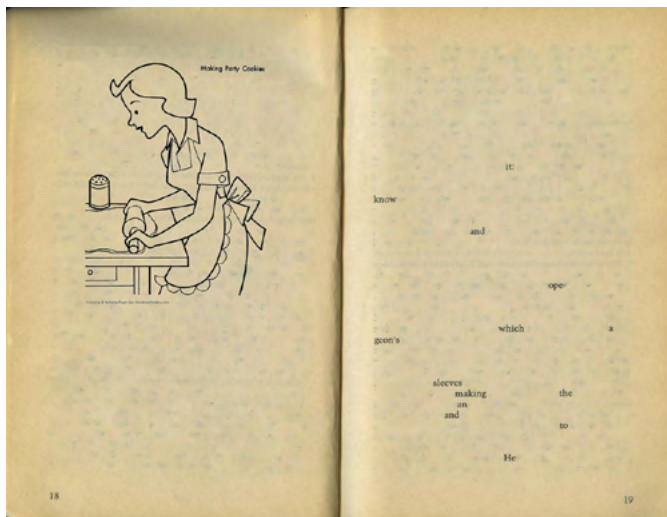 Making Party Cookies
18
it:
know
and
ope
which a
geon's
sleeves
making the
an
and
to
He
19